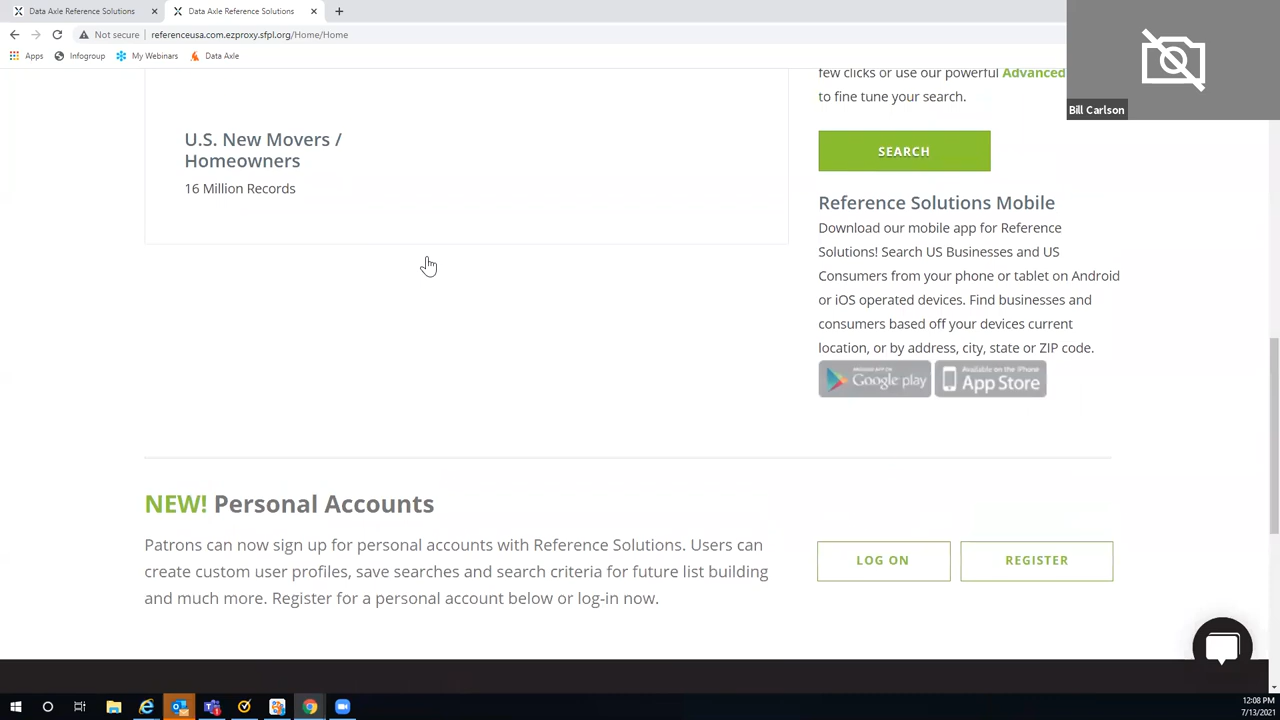 Data Axle Reference Solutions
Data Axle Reference Solutions
Not secure
referenceusa.com.ezproxy.sfpl.org/Home/Home
Apps
Infogroup
My Webinars
Data Axle
Bill Carlson
few clicks or use our powerful Advanced
to fine tune your search.
SEARCH
U.S. New Movers /
Homeowners
16 Million Records
Reference Solutions Mobile
Download our mobile app for Reference
Solutions! Search US Businesses and US
Consumers from your phone or tablet on Android
or iOS operated devices. Find businesses and
consumers based off your devices current
location, or by address, city, state or ZIP code.
Google play
Available on the iPhone
App Store
NEW! Personal Accounts
Patrons can now sign up for personal accounts with Reference Solutions. Users can
create custom user profiles, save searches and search criteria for future list building
and much more. Register for a personal account below or log-in now.
LOG ON
REGISTER
12:08 PM
7/13/2021